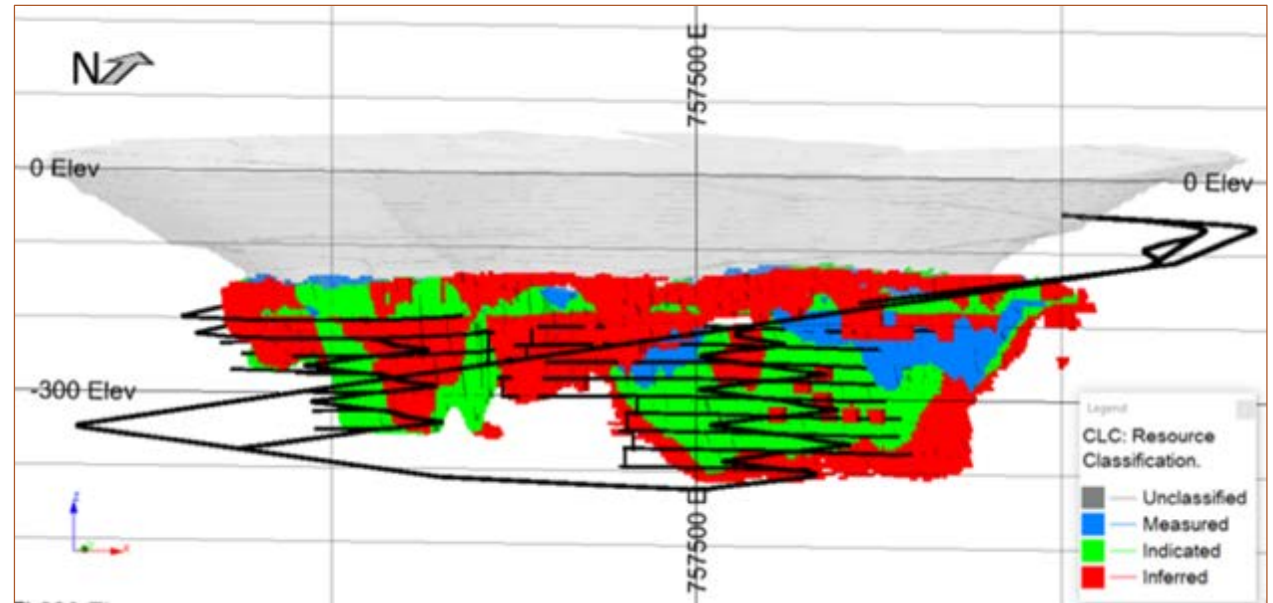 757500 E
N
0 Elev
0 Elev
-300 Elev
Legend
CLC: Resource
Classification.
Unclassified
Measured
Indicated
Inferred
757500 E